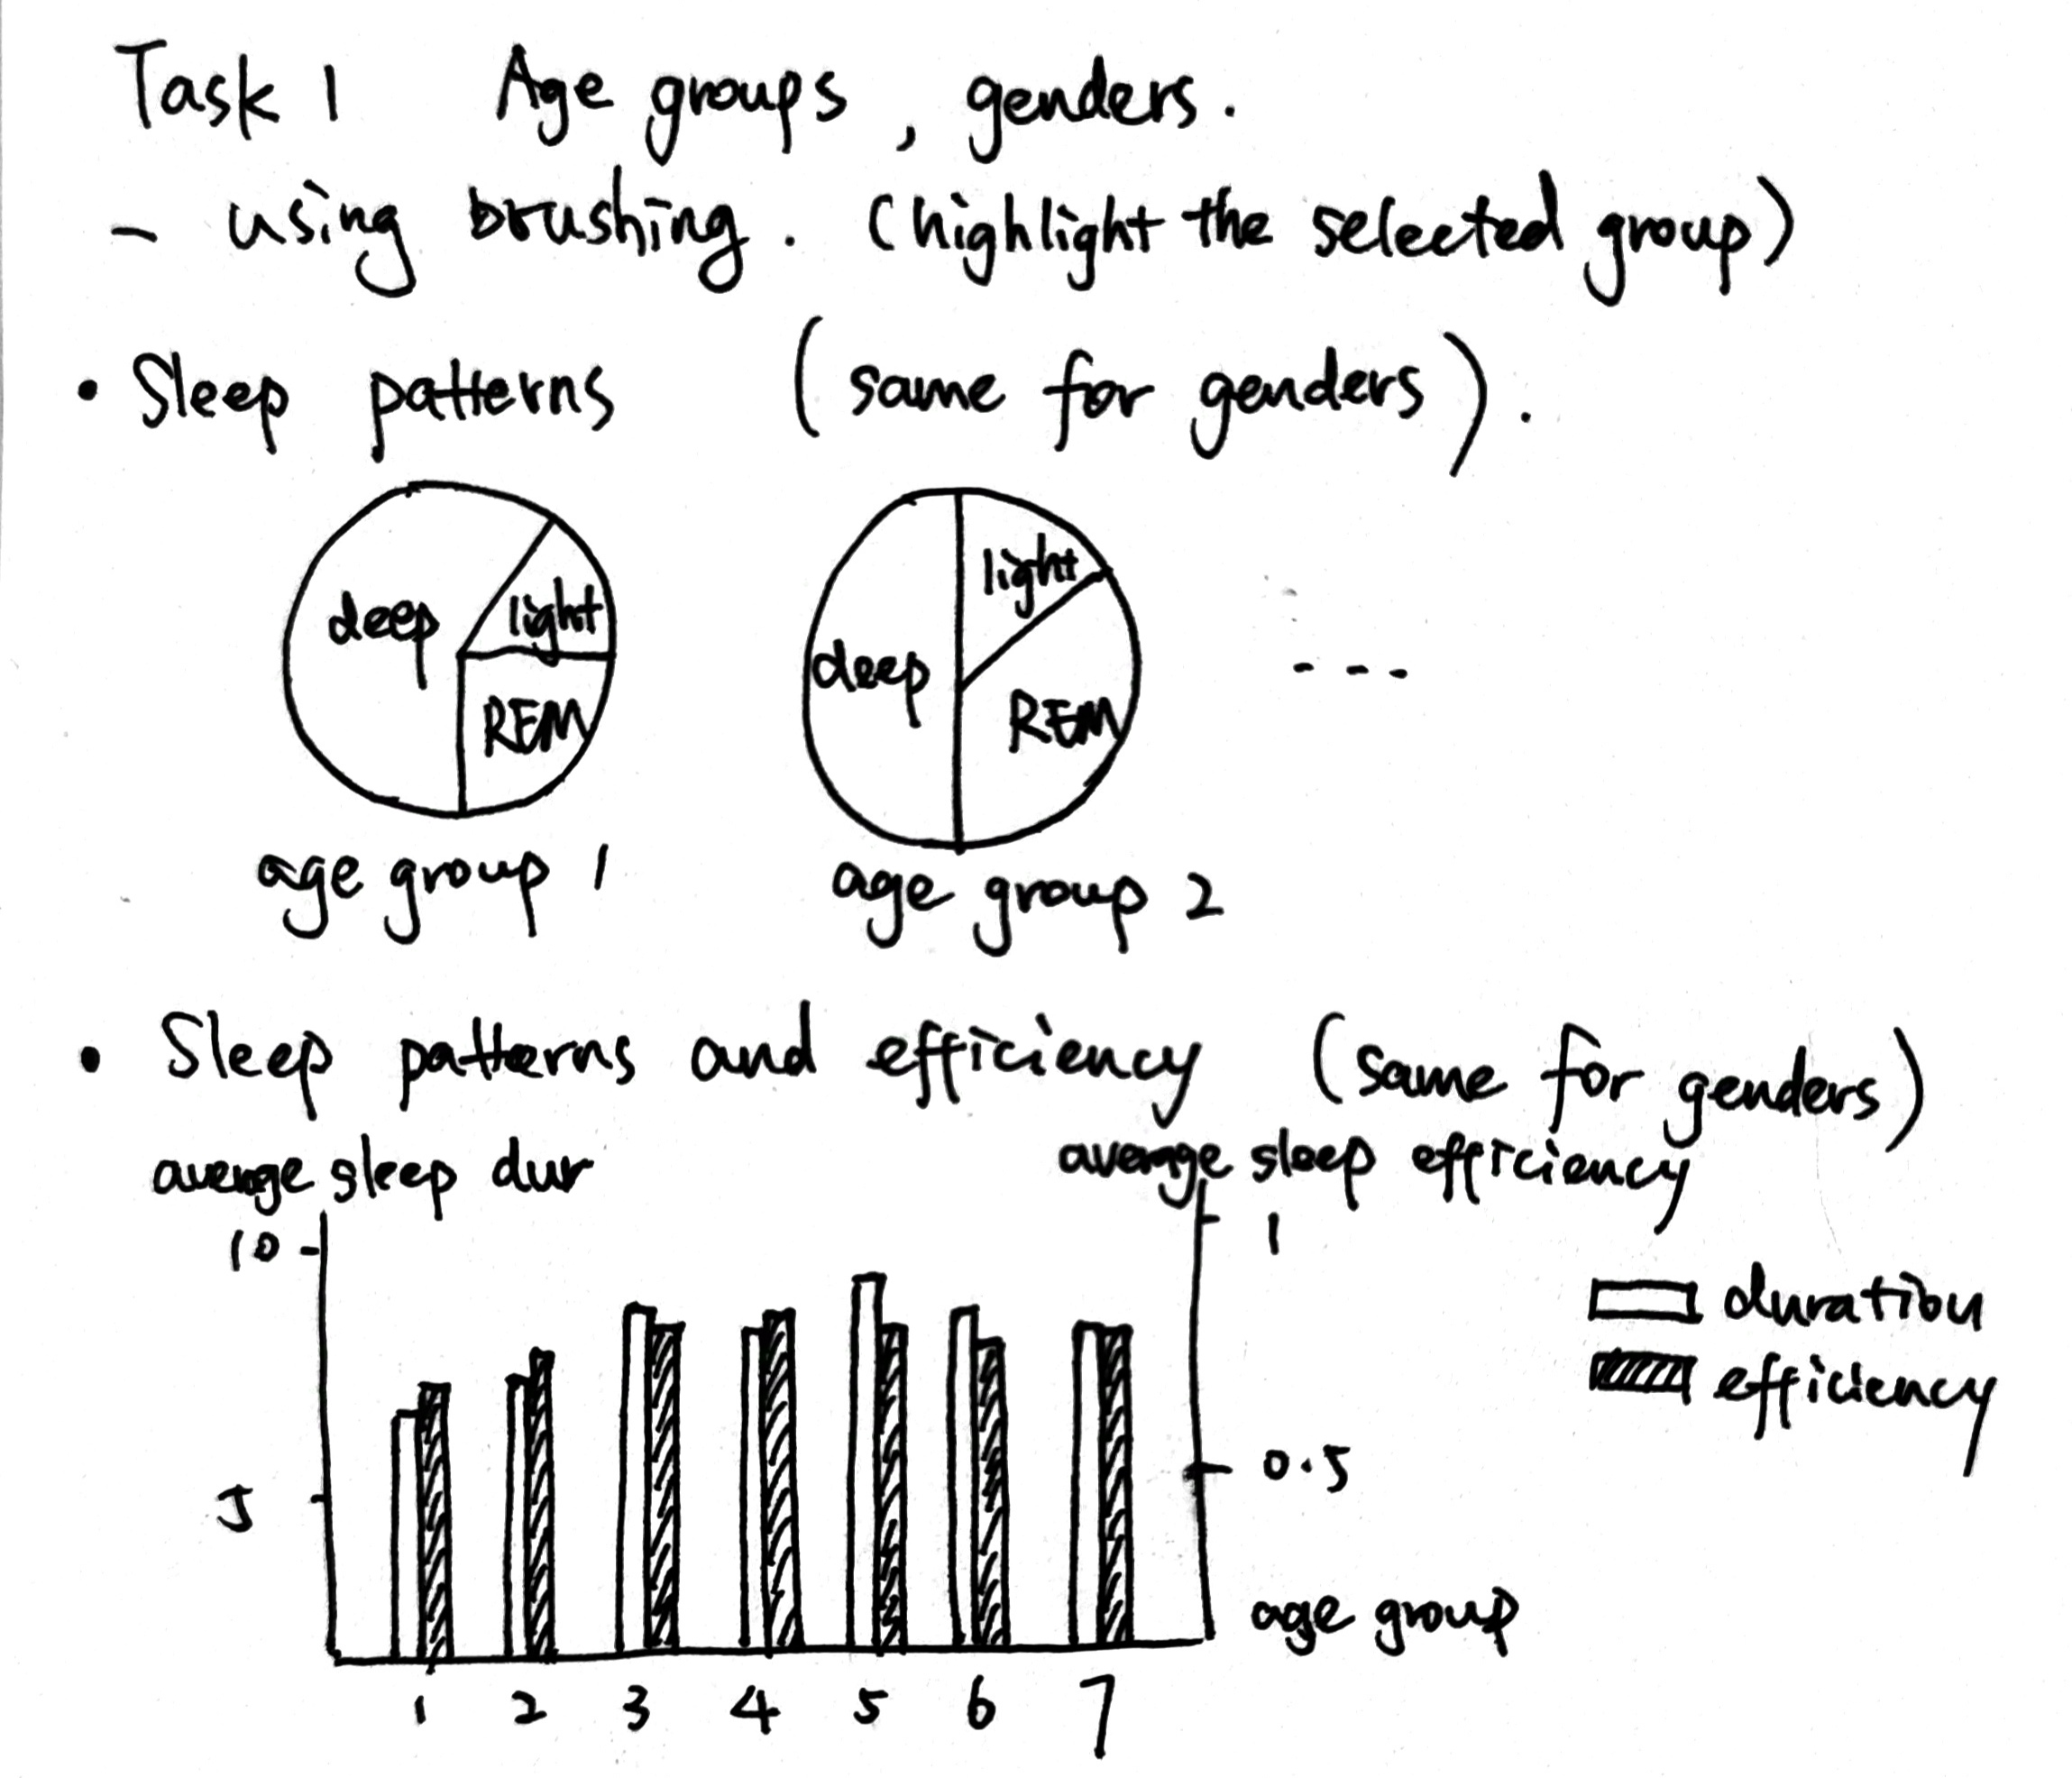 Task 1 Age groups, genders.
- using brushing. (highlight the selected group)
• Sleep patterns (same for genders).
deep light REM
deep light REM
- - -
age group 1
age group 2
• Sleep patterns and efficiency (same for genders)
average sleep dur
average sleep efficiency
10
1
duration
efficiency
5
0.5
age group
1 2 3 4 5 6 7